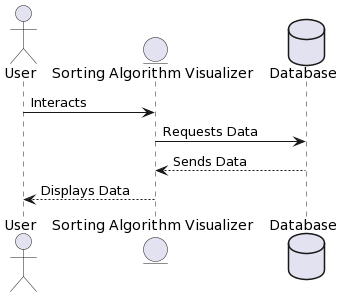 User Sorting Algorithm Visualizer Database
Interacts
Requests Data
Sends Data
Displays Data
User Sorting Algorithm Visualizer Database